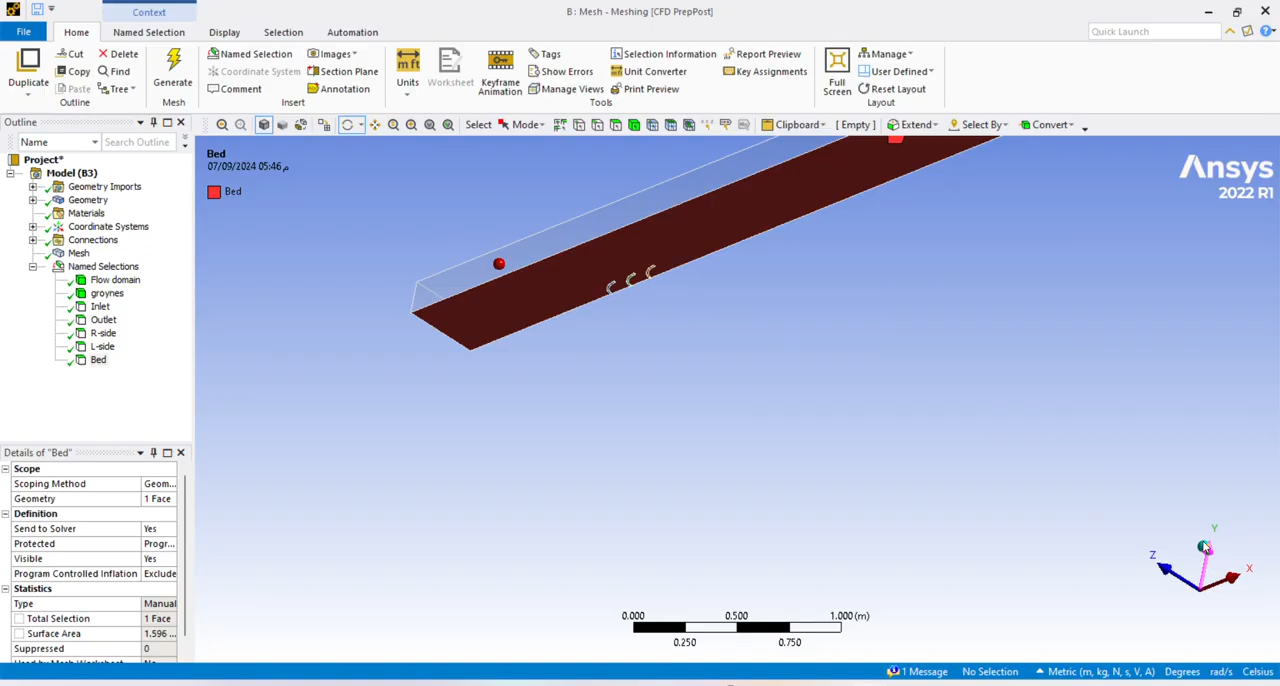 Context
B : Mesh - Meshing [CFD PrepPost]
File
Home
Named Selection
Display
Selection
Automation
Quick Launch
Duplicate
Cut
Delete
Copy
Find
Paste
Tree
Outline
Generate
Mesh
Named Selection
Images
Coordinate System
Section Plane
Comment
Annotation
Insert
m ft
Units
Worksheet
Keyframe
Animation
Tags
Show Errors
Manage Views
Selection Information
Unit Converter
Print Preview
Report Preview
Key Assignments
Tools
Full
Screen
Manage
User Defined
Reset Layout
Layout
Outline
Name
Search Outline
Select
Mode
Clipboard
[ Empty ]
Extend
Select By
Convert
Project*
Model (B3)
Geometry Imports
Geometry
Materials
Coordinate Systems
Connections
Mesh
Named Selections
Flow domain
groynes
Inlet
Outlet
R-side
L-side
Bed
Bed
07/09/2024 05:46 م
Bed
Ansys
2022 R1
Details of "Bed"
Scope
Scoping Method Geom...
Geometry 1 Face
Definition
Send to Solver Yes
Protected Progr...
Visible Yes
Program Controlled Inflation Exclude
Statistics
Type Manual
Total Selection 1 Face
Surface Area 1.596 ...
Suppressed 0
Y
Z
X
0.000 0.500 1.000 (m)
0.250 0.750
1 Message
No Selection
Metric (m, kg, N, s, V, A)
Degrees
rad/s
Celsius